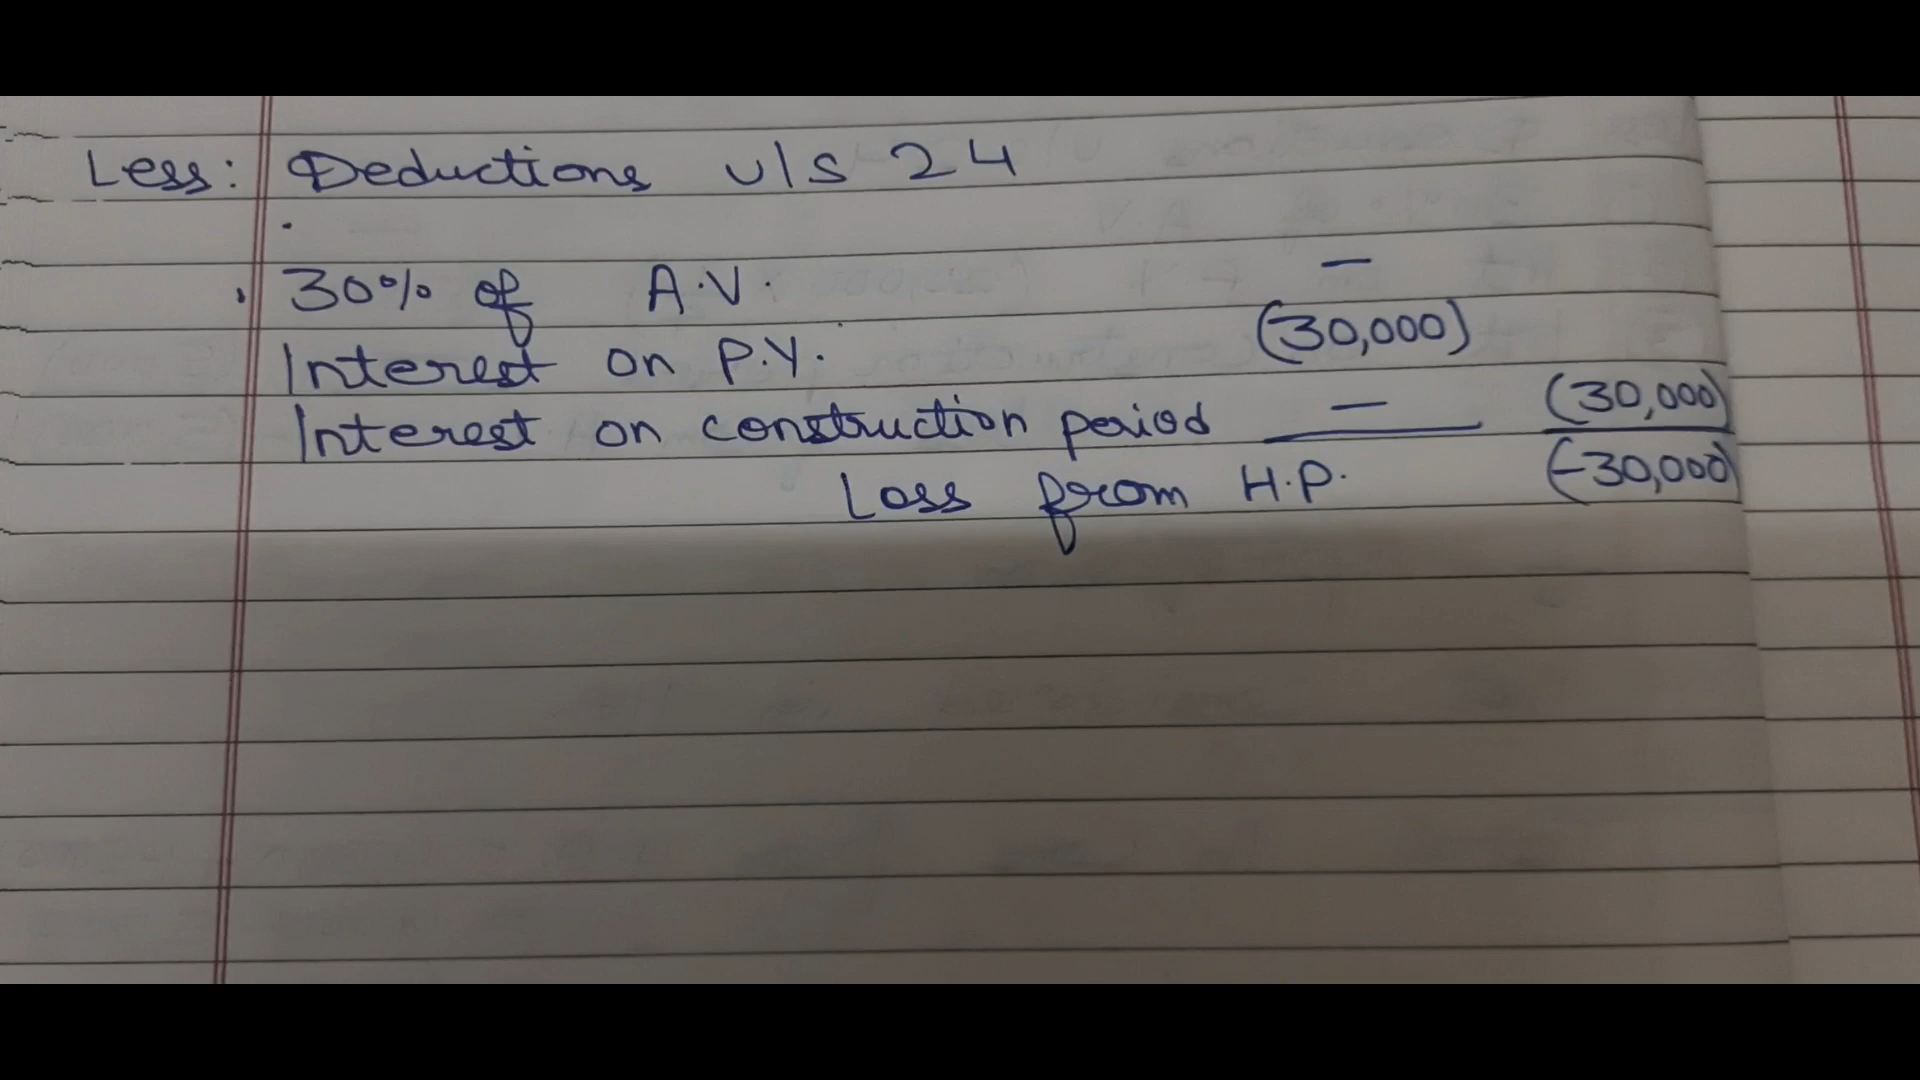 Less: Deductions u/s 24
30% of A.V. —
Interest on P.Y. (30,000)
Interest on construction period — (30,000)
Loss from H.P. (-30,000)